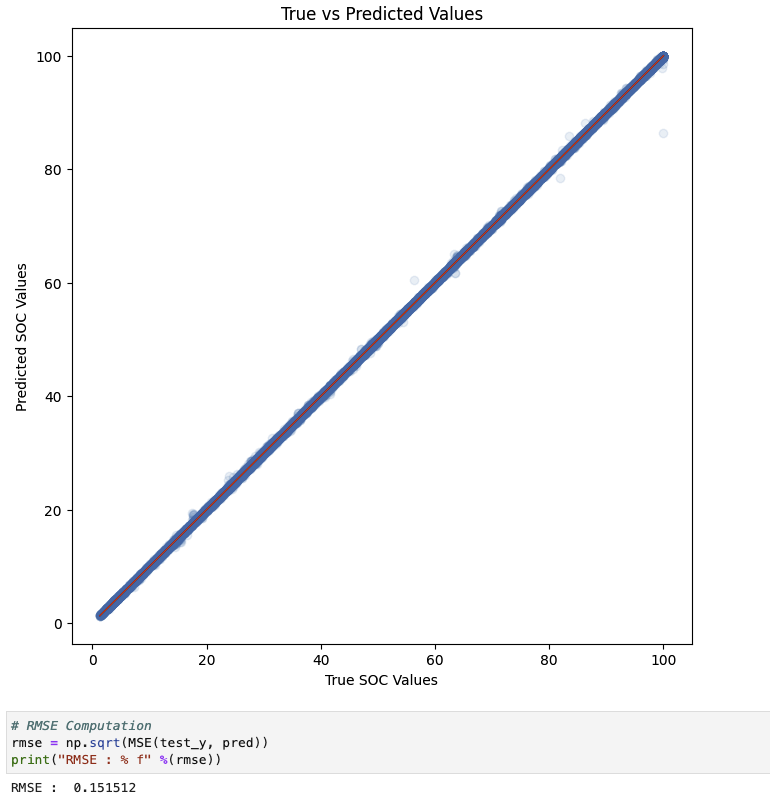 True vs Predicted Values
100
80
60
40
20
0
Predicted SOC Values
0 20 40 60 80 100
True SOC Values
# RMSE Computation
rmse = np.sqrt(MSE(test_y, pred))
print("RMSE : % f" %(rmse))
RMSE :  0.151512